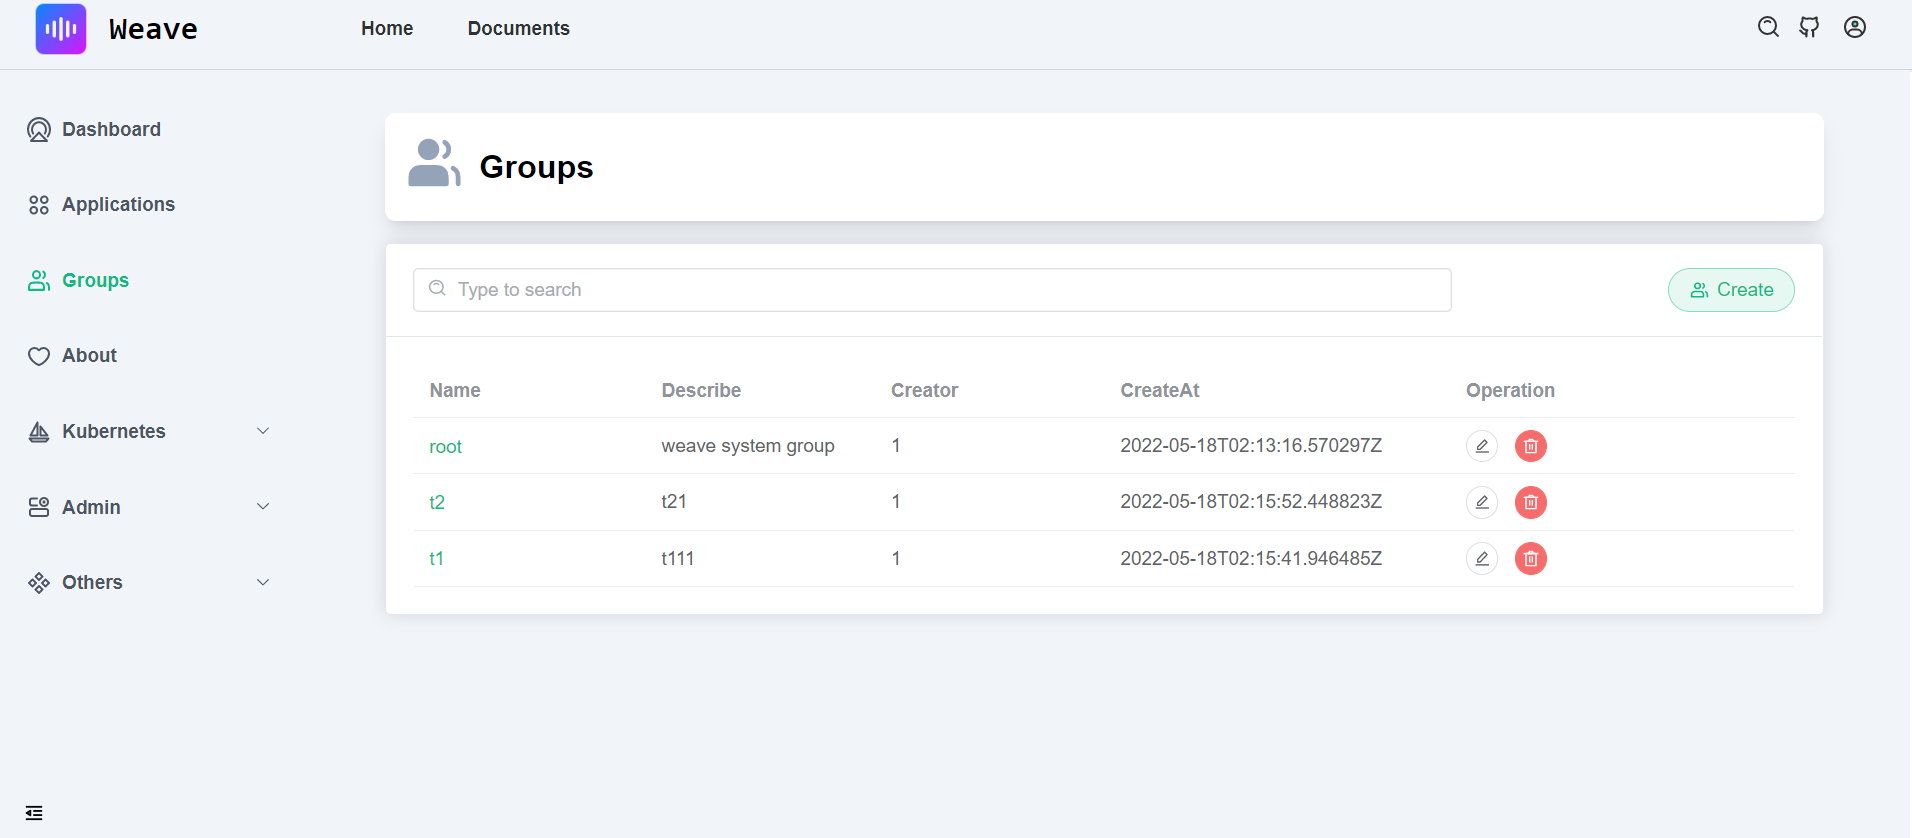 Weave
Home
Documents
Dashboard
Applications
Groups
About
Kubernetes
Admin
Others
Groups
Type to search
Create
Name Describe Creator CreateAt Operation
root weave system group 1 2022-05-18T02:13:16.570297Z
t2 t21 1 2022-05-18T02:15:52.448823Z
t1 t111 1 2022-05-18T02:15:41.946485Z